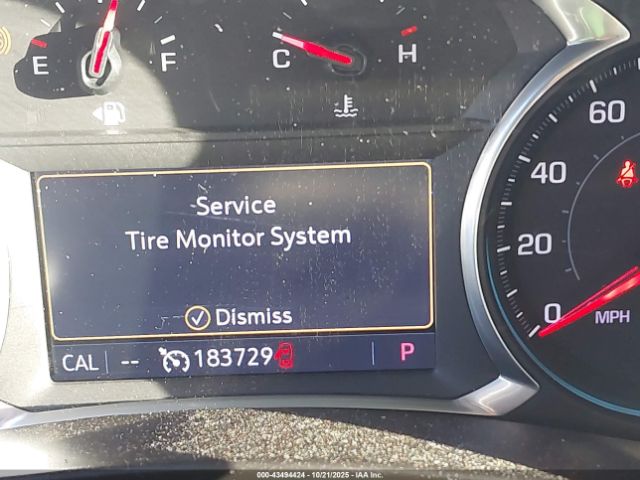 E F C H
60
40
Service
Tire Monitor System
20
Dismiss
0
MPH
CAL -- 183729 P
000-43494424 - 10/21/2025 - IAA Inc.